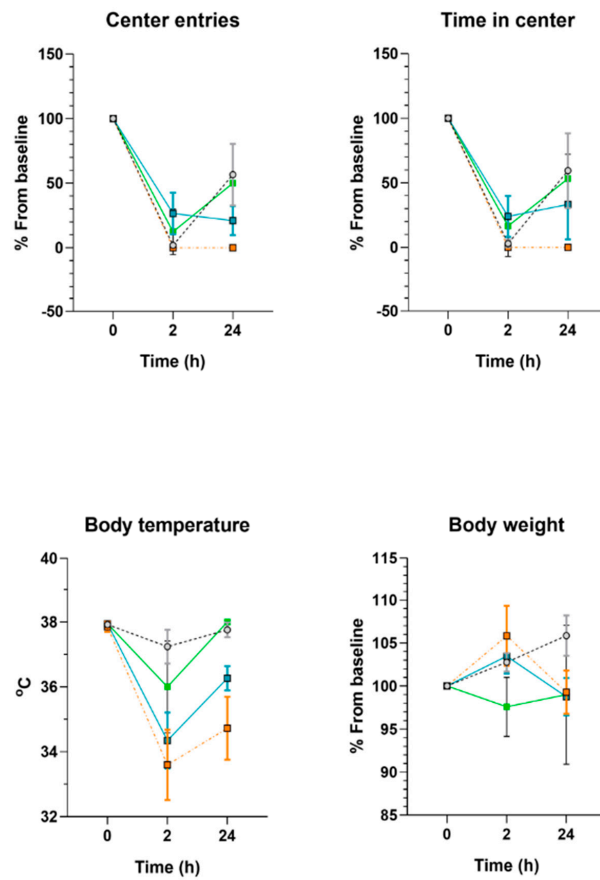 Center entries
150
100
50
0
-50
% From baseline
0 2 24
Time (h)
Time in center
150
100
50
0
-50
% From baseline
0 2 24
Time (h)
Body temperature
40
38
36
34
32
ºC
0 2 24
Time (h)
Body weight
115
110
105
100
95
90
85
% From baseline
0 2 24
Time (h)